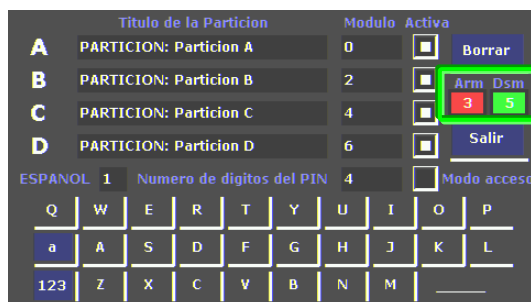 Titulo de la Particion Modulo Activa
A PARTICION: Particion A 0 Borrar
B PARTICION: Particion B 2 Arm Dsm
C PARTICION: Particion C 4 3 5
D PARTICION: Particion D 6 Salir
ESPANOL 1 Numero de digitos del PIN 4 Modo acceso
Q W E R T Y U I O P
a A S D F G H J K L
123 Z X C V B N M